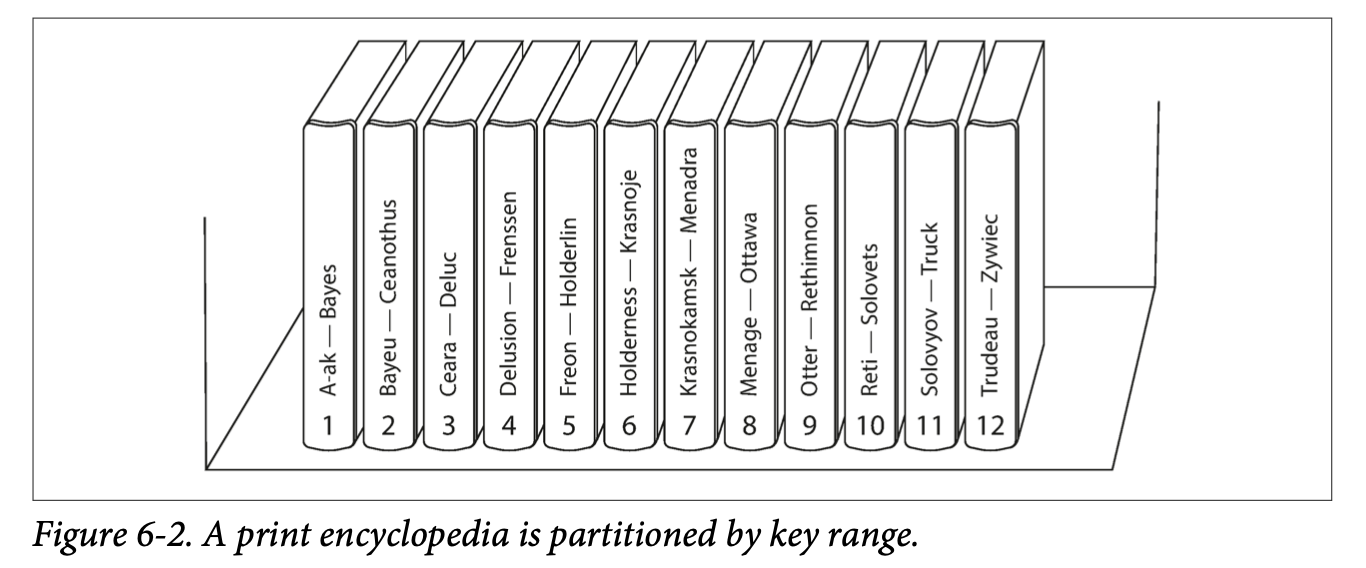 A-ak — Bayes
1
Bayeu — Ceanothus
2
Ceara — Deluc
3
Delusion — Frenssen
4
Freon — Holderlin
5
Holderness — Krasnoje
6
Krasnokamsk — Menadra
7
Menage — Ottawa
8
Otter — Rethimnon
9
Reti — Solovets
10
Solovyov — Truck
11
Trudeau — Zywiec
12
Figure 6-2. A print encyclopedia is partitioned by key range.